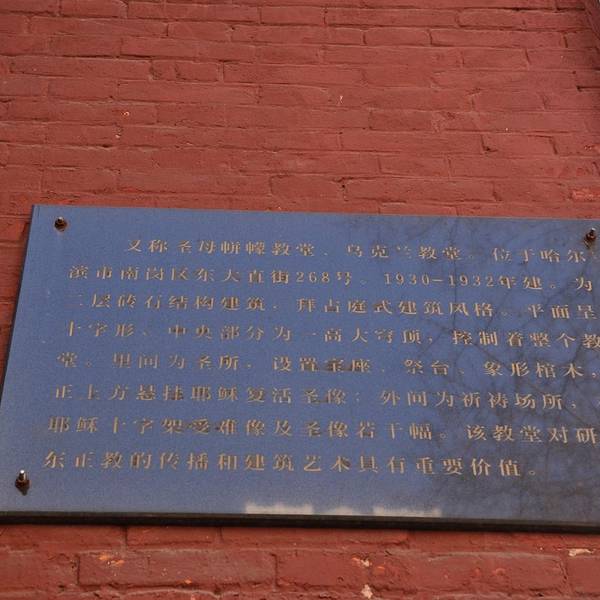 又称圣母帡幪教堂、乌克兰教堂。位于哈尔
滨市南岗区东大直街268号、1930-1932年建。为
二层砖石结构建筑，拜占庭式建筑风格。平面呈
十字形、中央部分为一高大穹顶，控制着整个教
堂。里间为圣所，设置宝座、祭台、象形棺木，
正上方悬挂耶稣复活圣像；外间为祈祷场所，
耶稣十字架受难像及圣像若干幅。该教堂对研
东正教的传播和建筑艺术具有重要价值。